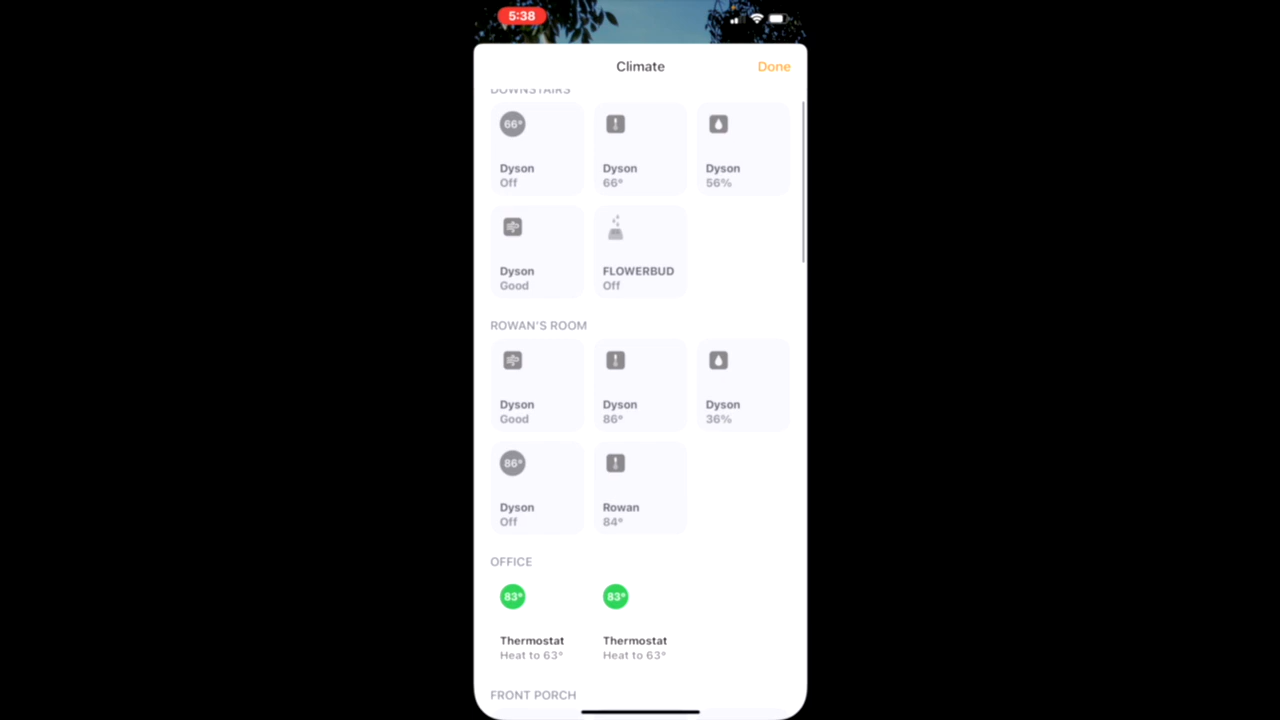 5:38
Climate
Done
DOWNSTAIRS
66°
Dyson
Off
Dyson
66°
Dyson
56%
Dyson
Good
FLOWERBUD
Off
ROWAN'S ROOM
Dyson
Good
Dyson
86°
Dyson
36%
86°
Dyson
Off
Rowan
84°
OFFICE
83°
Thermostat
Heat to 63°
83°
Thermostat
Heat to 63°
FRONT PORCH